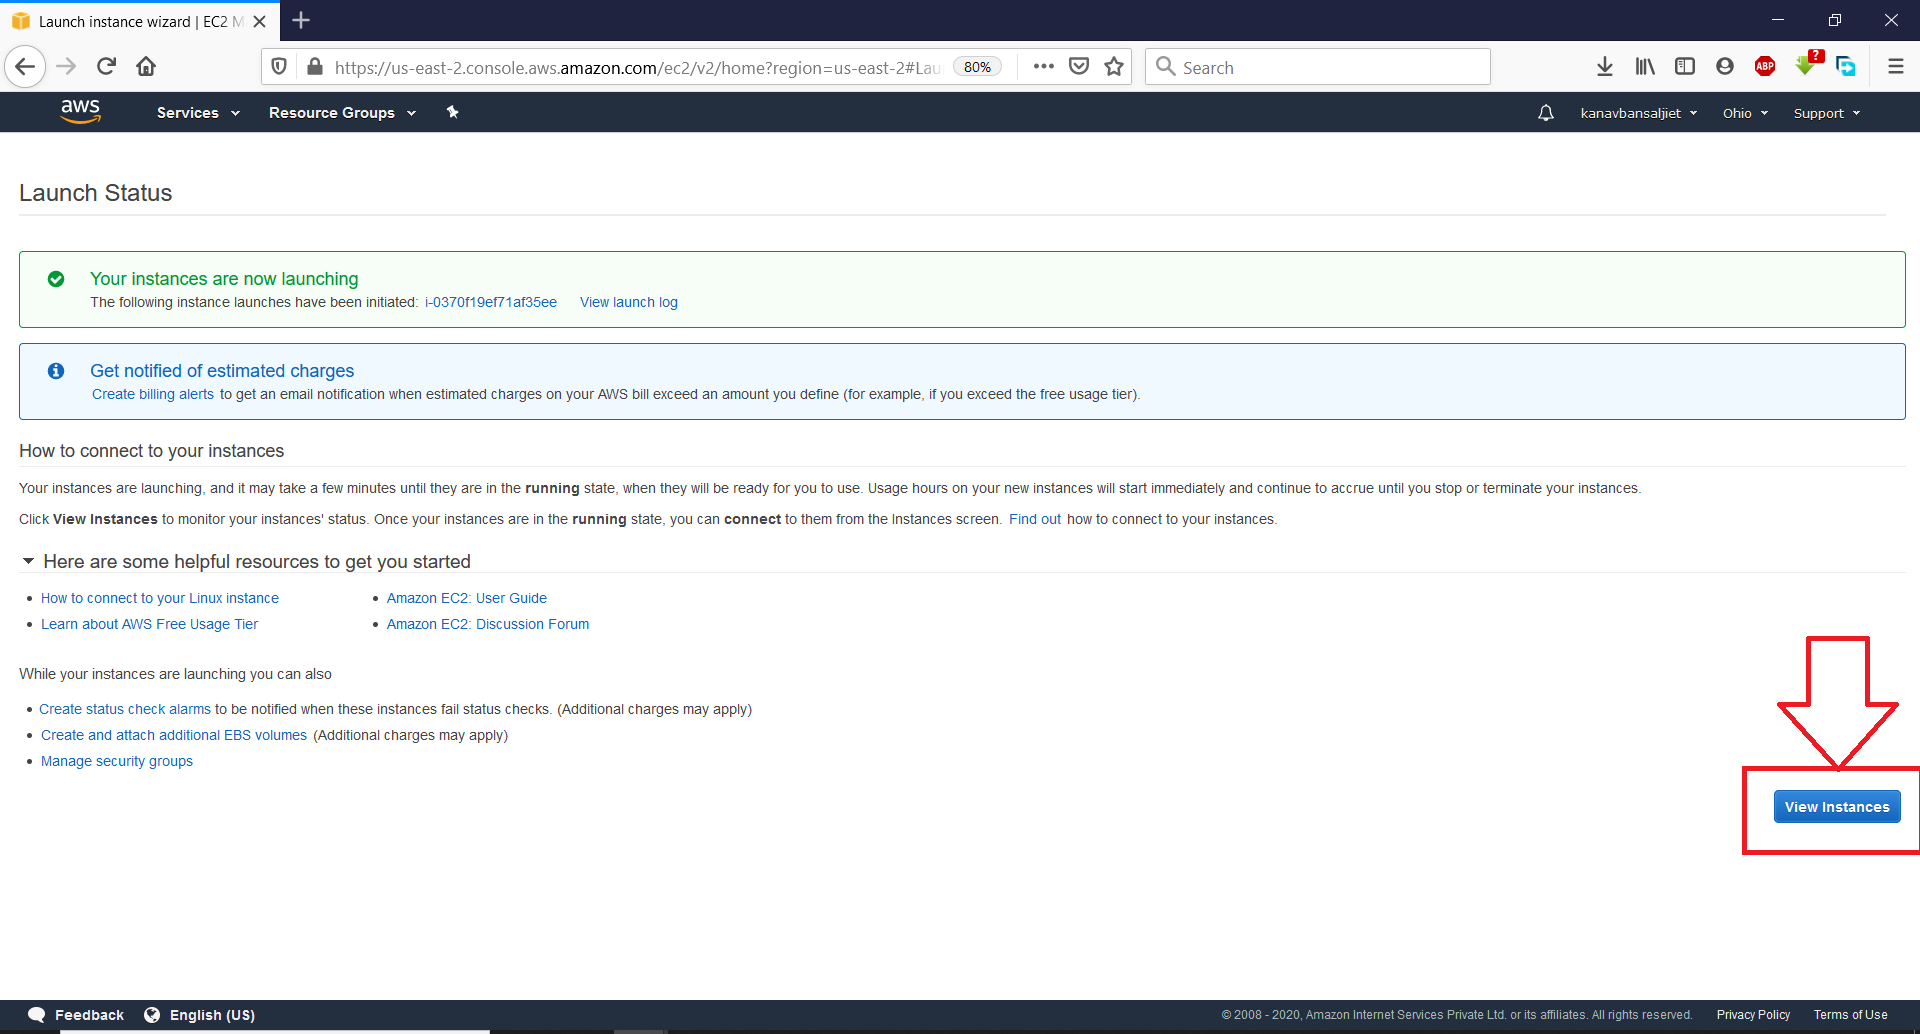 Launch instance wizard | EC2 M
https://us-east-2.console.aws.amazon.com/ec2/v2/home?region=us-east-2#Lau
80%
Search
ABP
?
aws
Services
Resource Groups
kanavbansaljiet
Ohio
Support
Launch Status
Your instances are now launching
The following instance launches have been initiated: i-0370f19ef71af35ee View launch log
Get notified of estimated charges
Create billing alerts to get an email notification when estimated charges on your AWS bill exceed an amount you define (for example, if you exceed the free usage tier).
How to connect to your instances
Your instances are launching, and it may take a few minutes until they are in the running state, when they will be ready for you to use. Usage hours on your new instances will start immediately and continue to accrue until you stop or terminate your instances.
Click View Instances to monitor your instances' status. Once your instances are in the running state, you can connect to them from the Instances screen. Find out how to connect to your instances.
Here are some helpful resources to get you started
How to connect to your Linux instance
Amazon EC2: User Guide
Learn about AWS Free Usage Tier
Amazon EC2: Discussion Forum
While your instances are launching you can also
Create status check alarms to be notified when these instances fail status checks. (Additional charges may apply)
Create and attach additional EBS volumes (Additional charges may apply)
Manage security groups
View Instances
Feedback
English (US)
© 2008 - 2020, Amazon Internet Services Private Ltd. or its affiliates. All rights reserved.
Privacy Policy
Terms of Use